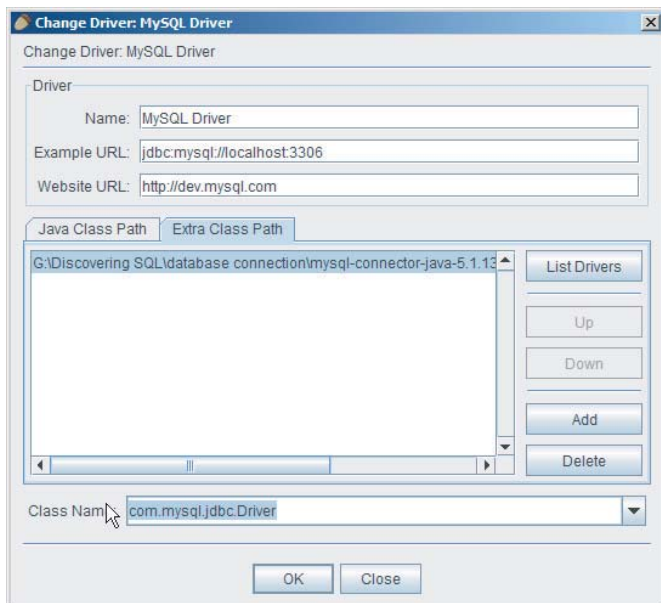 Change Driver: MySQL Driver
Change Driver: MySQL Driver
Driver
Name: MySQL Driver
Example URL: jdbc:mysql://localhost:3306
Website URL: http://dev.mysql.com
Java Class Path Extra Class Path
G:\Discovering SQL\database connection\mysql-connector-java-5.1.13
List Drivers
Up
Down
Add
Delete
Class Name: com.mysql.jdbc.Driver
OK Close